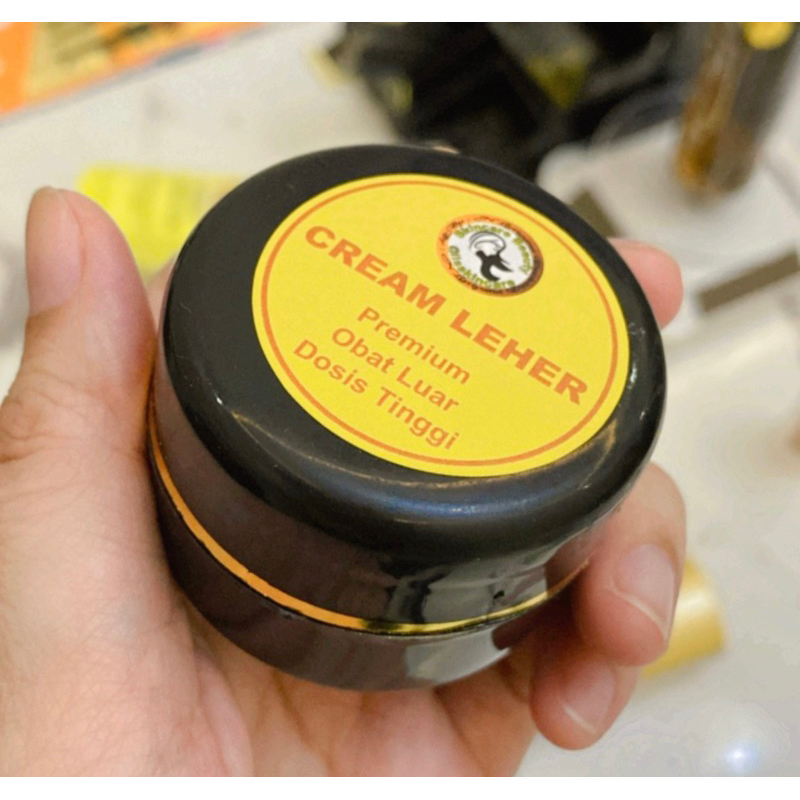 CREAM LEHER
Premium
Obat Luar
Dosis Tinggi